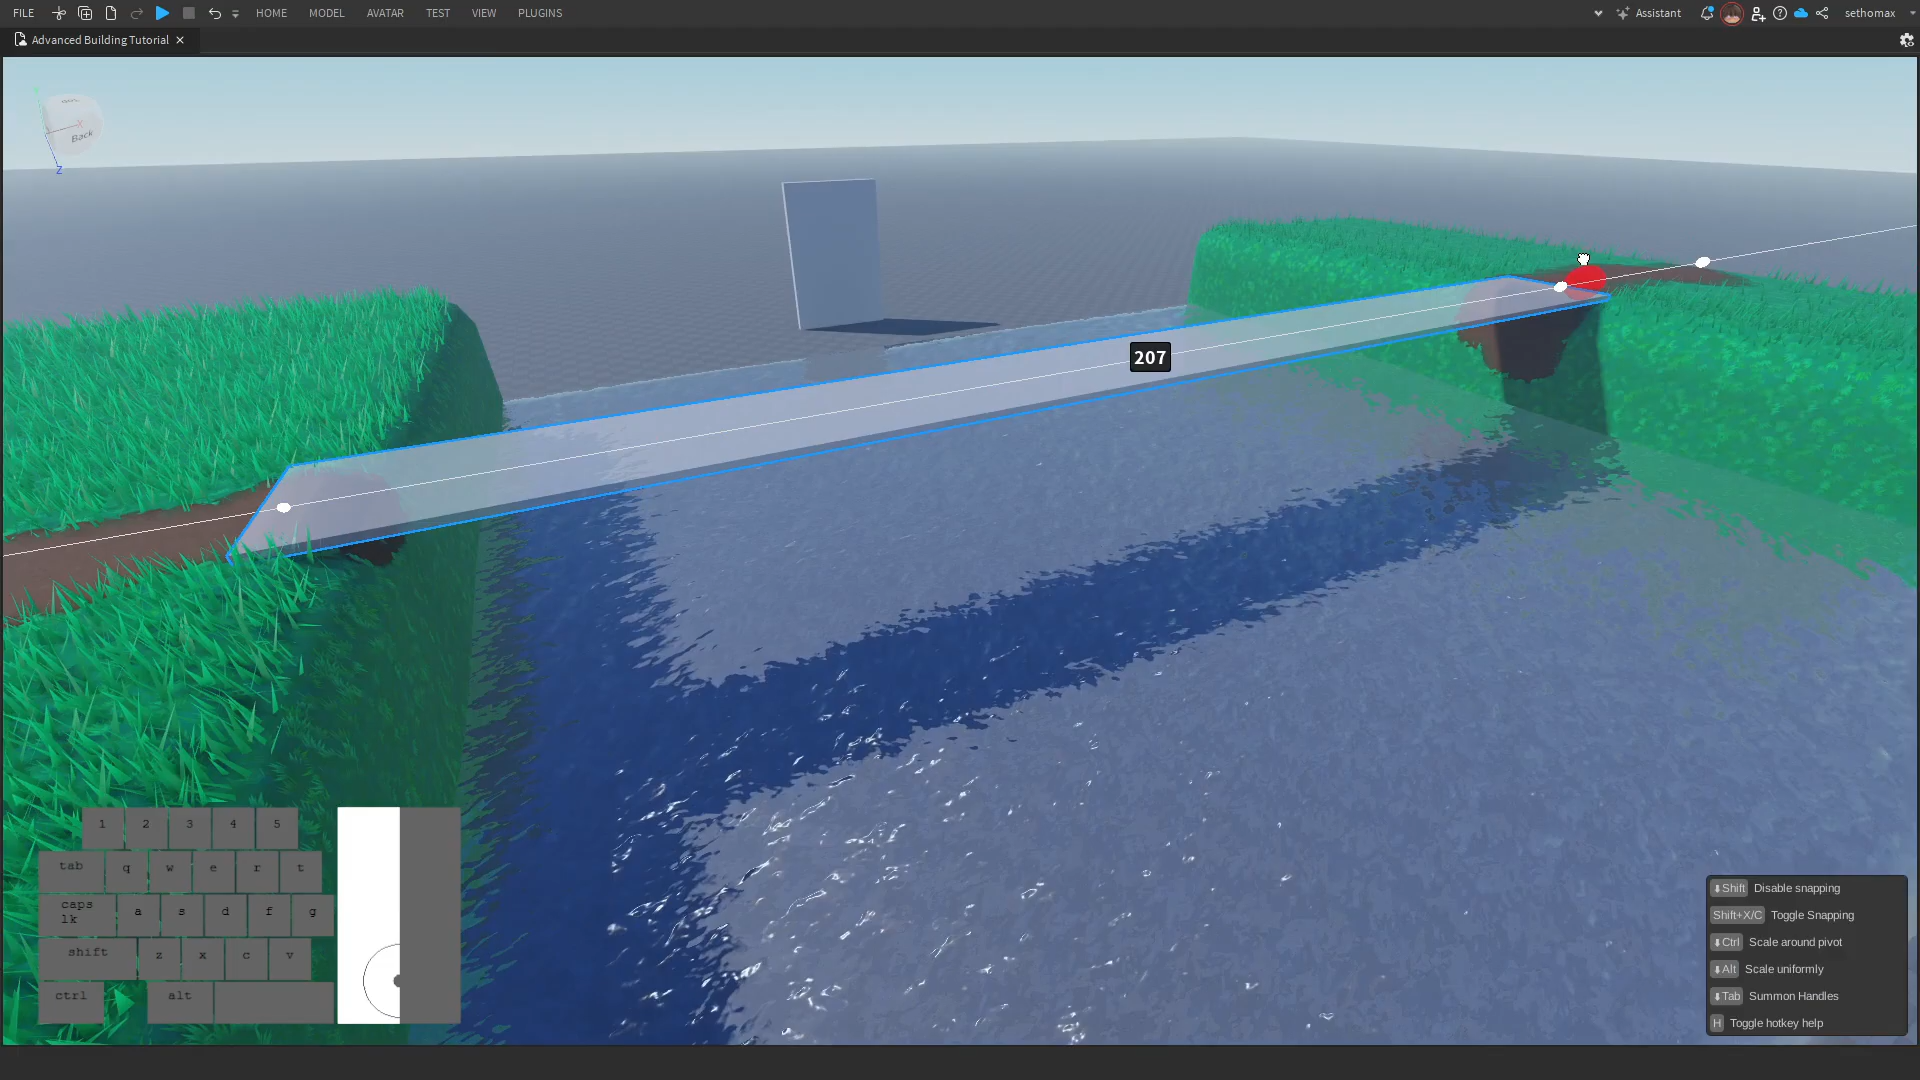 FILE HOME MODEL AVATAR TEST VIEW PLUGINS Assistant sethomax
Advanced Building Tutorial
Back
X
Z
207
1 2 3 4 5
tab q w e r t
caps lk a s d f g
shift z x c v
ctrl alt
Shift Disable snapping
Shift+X/C Toggle Snapping
Ctrl Scale around pivot
Alt Scale uniformly
Tab Summon Handles
H Toggle hotkey help